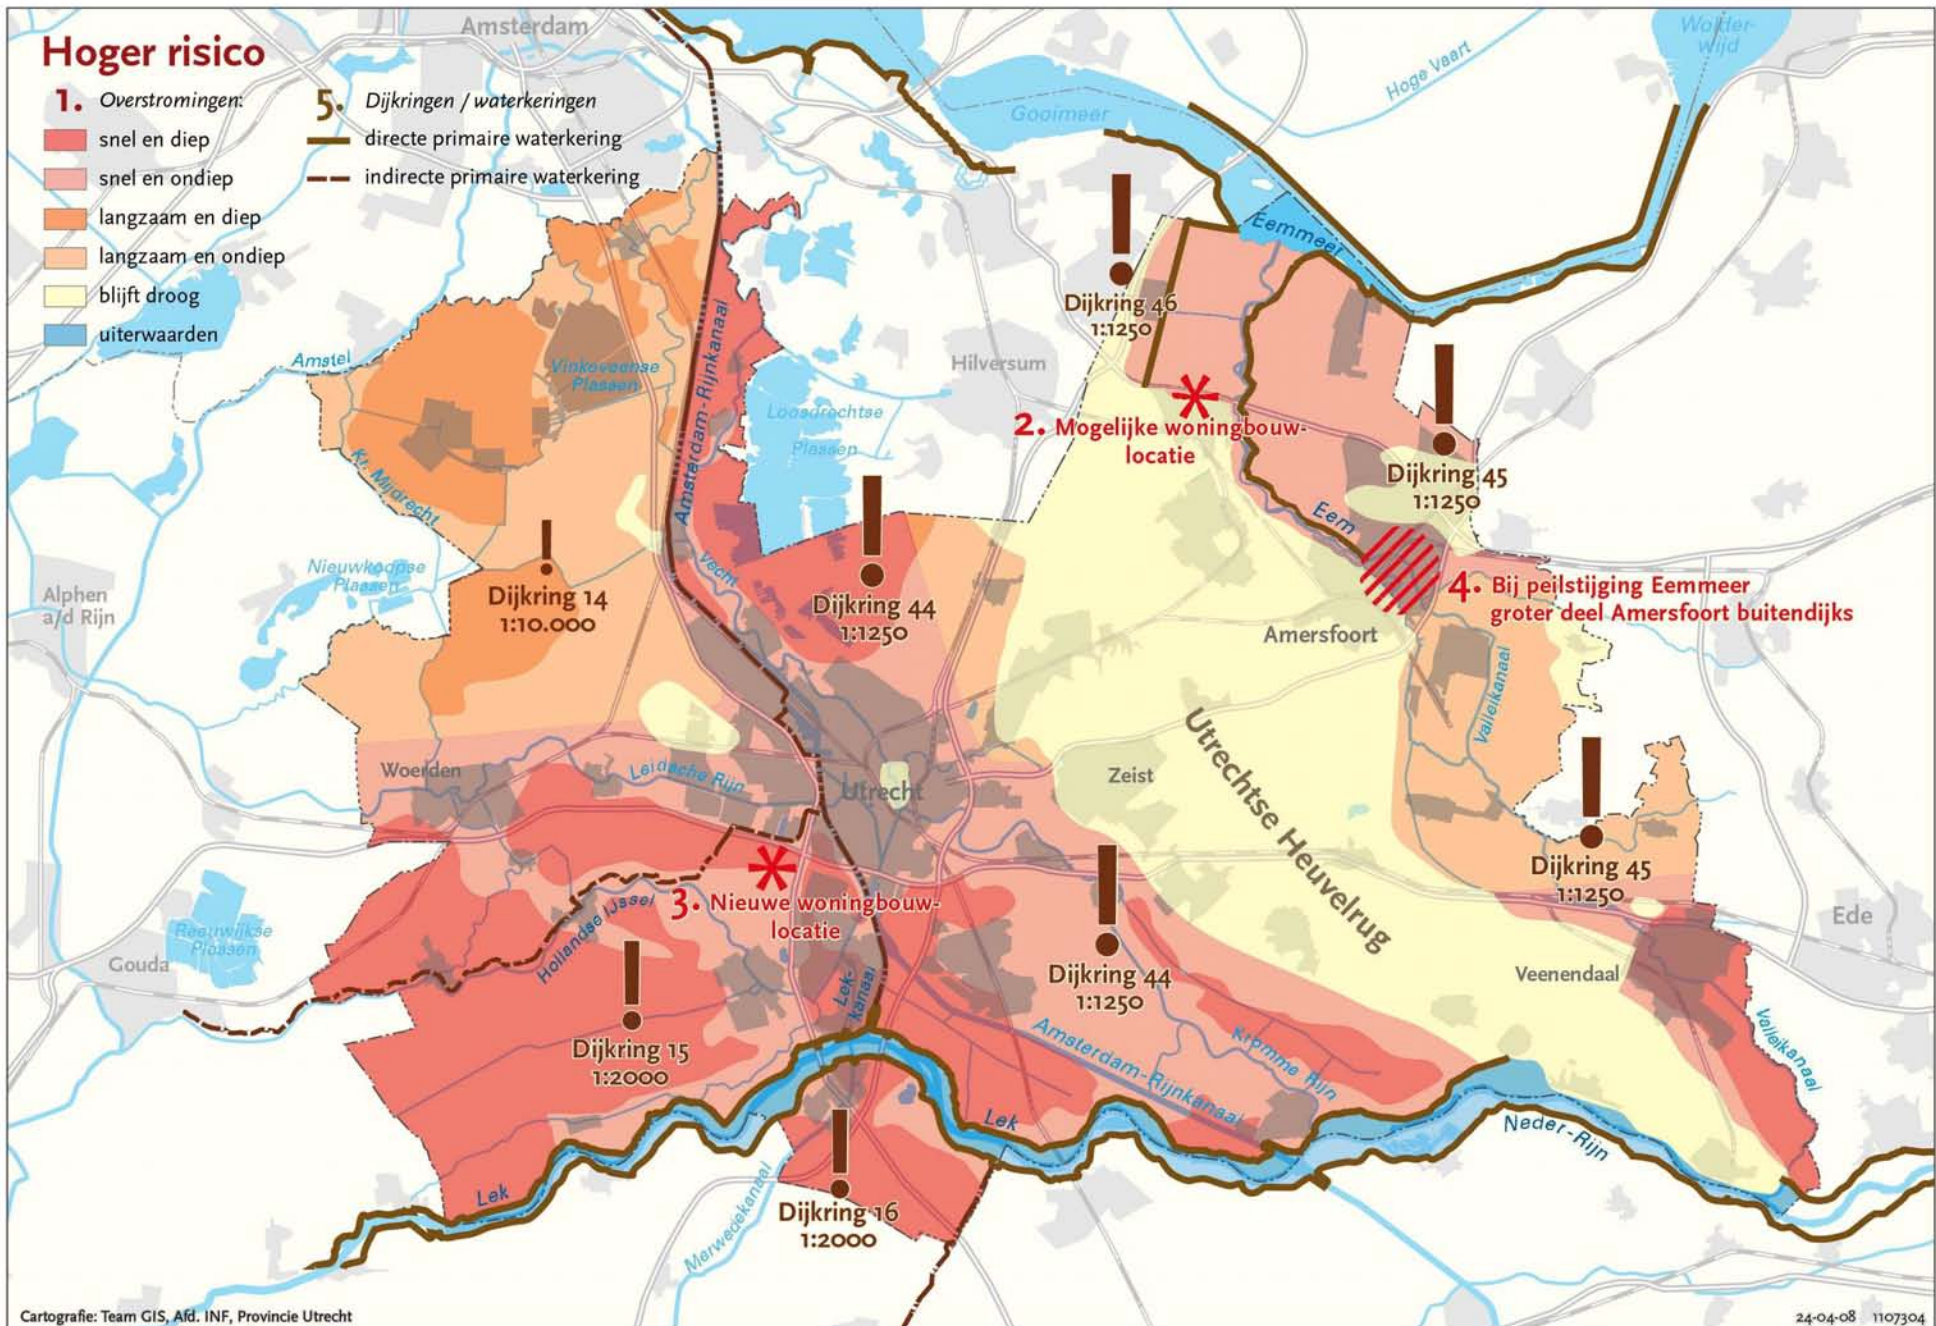 Hoger risico
1. Overstromingen:
snel en diep
snel en ondiep
langzaam en diep
langzaam en ondiep
blijft droog
uiterwaarden
5. Dijkringen / waterkeringen
directe primaire waterkering
indirecte primaire waterkering
Amsterdam
Wolder-
wijd
Hoge Vaart
Gooimeer
Eemmeer
Dijkring 46
1:1250
Hilversum
Amstel
Vinkeveense
Plassen
Amsterdam-Rijnkanaal
Loosdrechtse
Plassen
2. Mogelijke woningbouw-
locatie
Dijkring 45
1:1250
Kr. Mijdrecht
Eem
Nieuwkoopse
Plassen
Alphen
a/d Rijn
Dijkring 14
1:10.000
Vecht
Dijkring 44
1:1250
4. Bij peilstijging Eemmeer
groter deel Amersfoort buitendijks
Amersfoort
Valleikanaal
Woerden
Leidsche Rijn
Utrecht
Zeist
Utrechtse Heuvelrug
Dijkring 45
1:1250
3. Nieuwe woningbouw-
locatie
Hollandse IJssel
Reeuwijkse
Plassen
Gouda
Ede
Veenendaal
Lek-
kanaal
Dijkring 44
1:1250
Dijkring 15
1:2000
Amsterdam-Rijnkanaal
Kromme Rijn
Valleikanaal
Lek
Neder-Rijn
Lek
Merwedekanaal
Dijkring 16
1:2000
Cartografie: Team GIS, Afd. INF, Provincie Utrecht
24-04-08 1107304